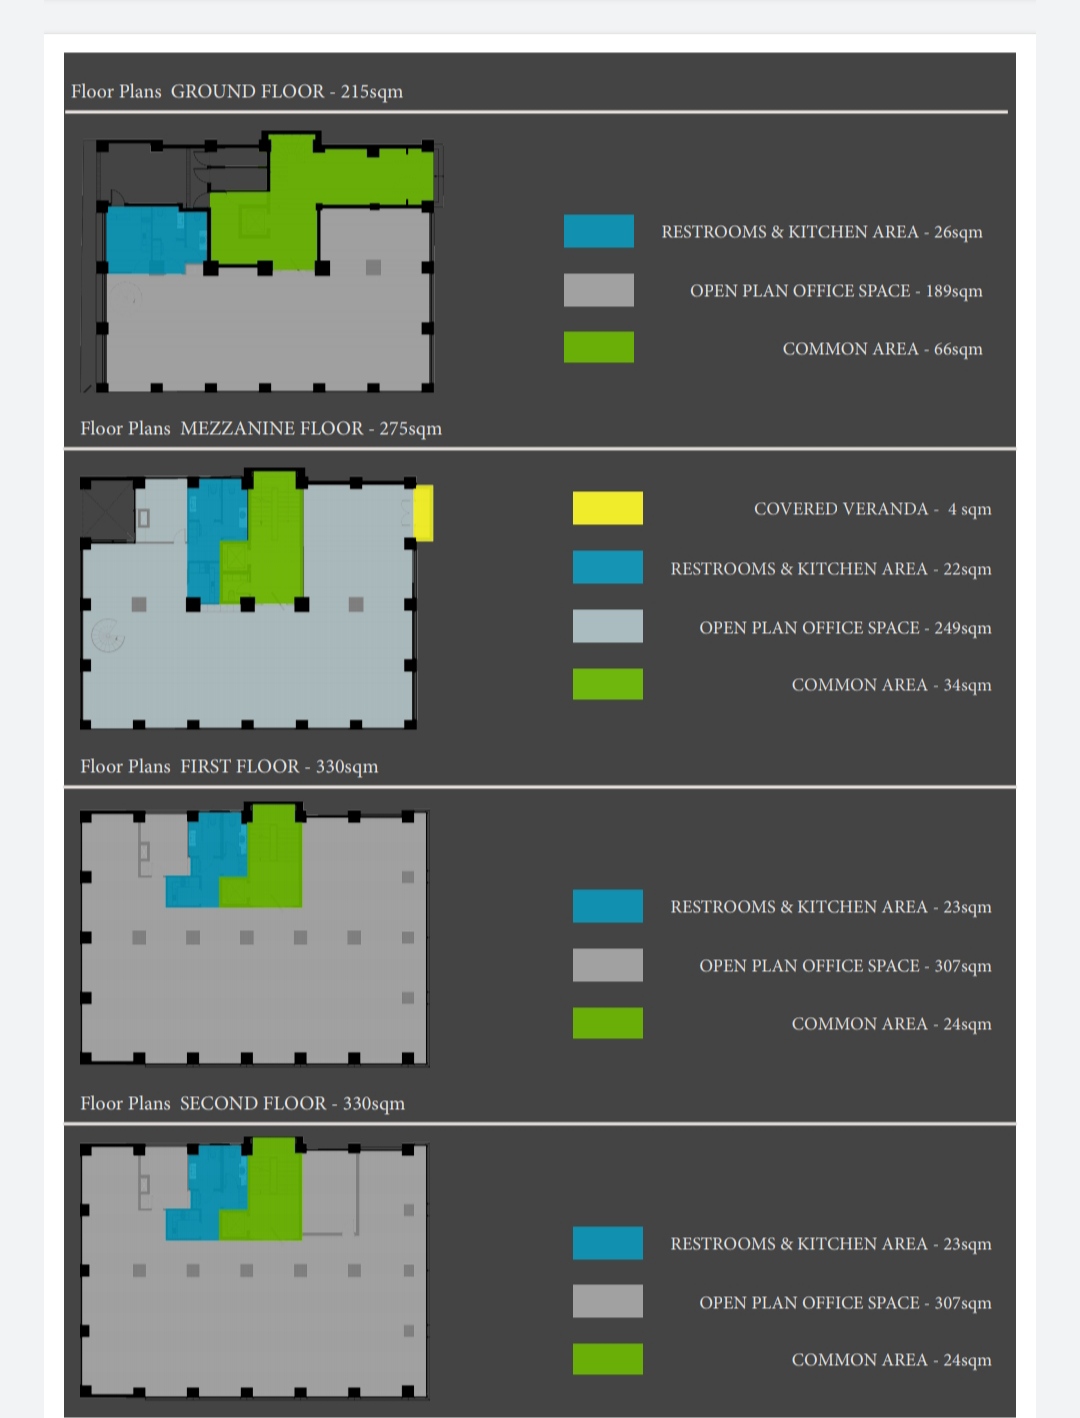 Floor Plans  GROUND FLOOR - 215sqm
RESTROOMS & KITCHEN AREA - 26sqm
OPEN PLAN OFFICE SPACE - 189sqm
COMMON AREA - 66sqm
Floor Plans  MEZZANINE FLOOR - 275sqm
COVERED VERANDA -  4 sqm
RESTROOMS & KITCHEN AREA - 22sqm
OPEN PLAN OFFICE SPACE - 249sqm
COMMON AREA - 34sqm
Floor Plans  FIRST FLOOR - 330sqm
RESTROOMS & KITCHEN AREA - 23sqm
OPEN PLAN OFFICE SPACE - 307sqm
COMMON AREA - 24sqm
Floor Plans  SECOND FLOOR - 330sqm
RESTROOMS & KITCHEN AREA - 23sqm
OPEN PLAN OFFICE SPACE - 307sqm
COMMON AREA - 24sqm